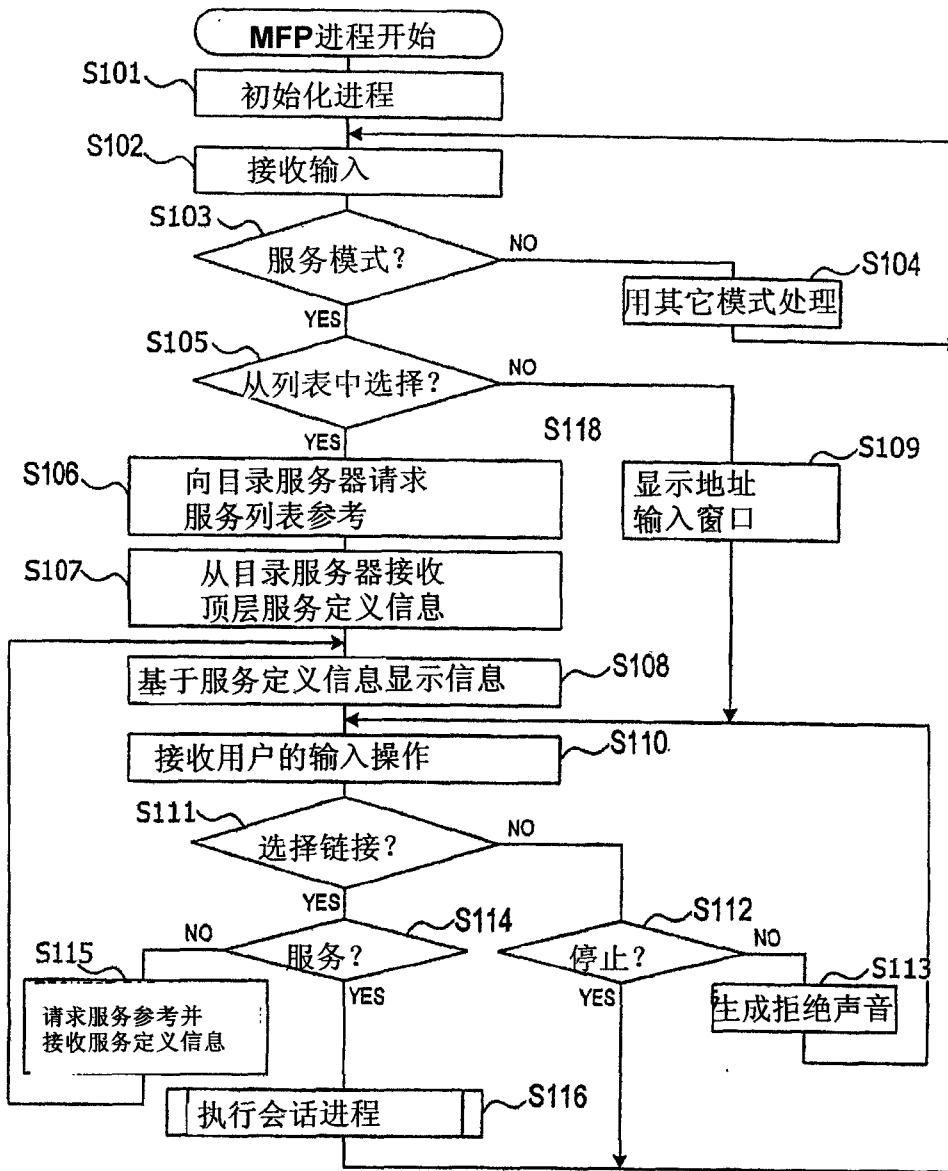 MFP 进程开始
S101
初始化进程
S102
接收输入
S103
服务模式?
NO
S104
用其它模式处理
YES
S105
从列表中选择?
NO
YES
S118
S109
S106
向目录服务器请求
服务列表参考
显示地址
输入窗口
S107
从目录服务器接收
顶层服务定义信息
基于服务定义信息显示信息
S108
接收用户的输入操作
S110
S111
选择链接?
NO
YES
S114
S112
NO
服务?
停止?
NO
S115
YES
YES
S113
请求服务参考并
接收服务定义信息
生成拒绝声音
执行会话进程
S116